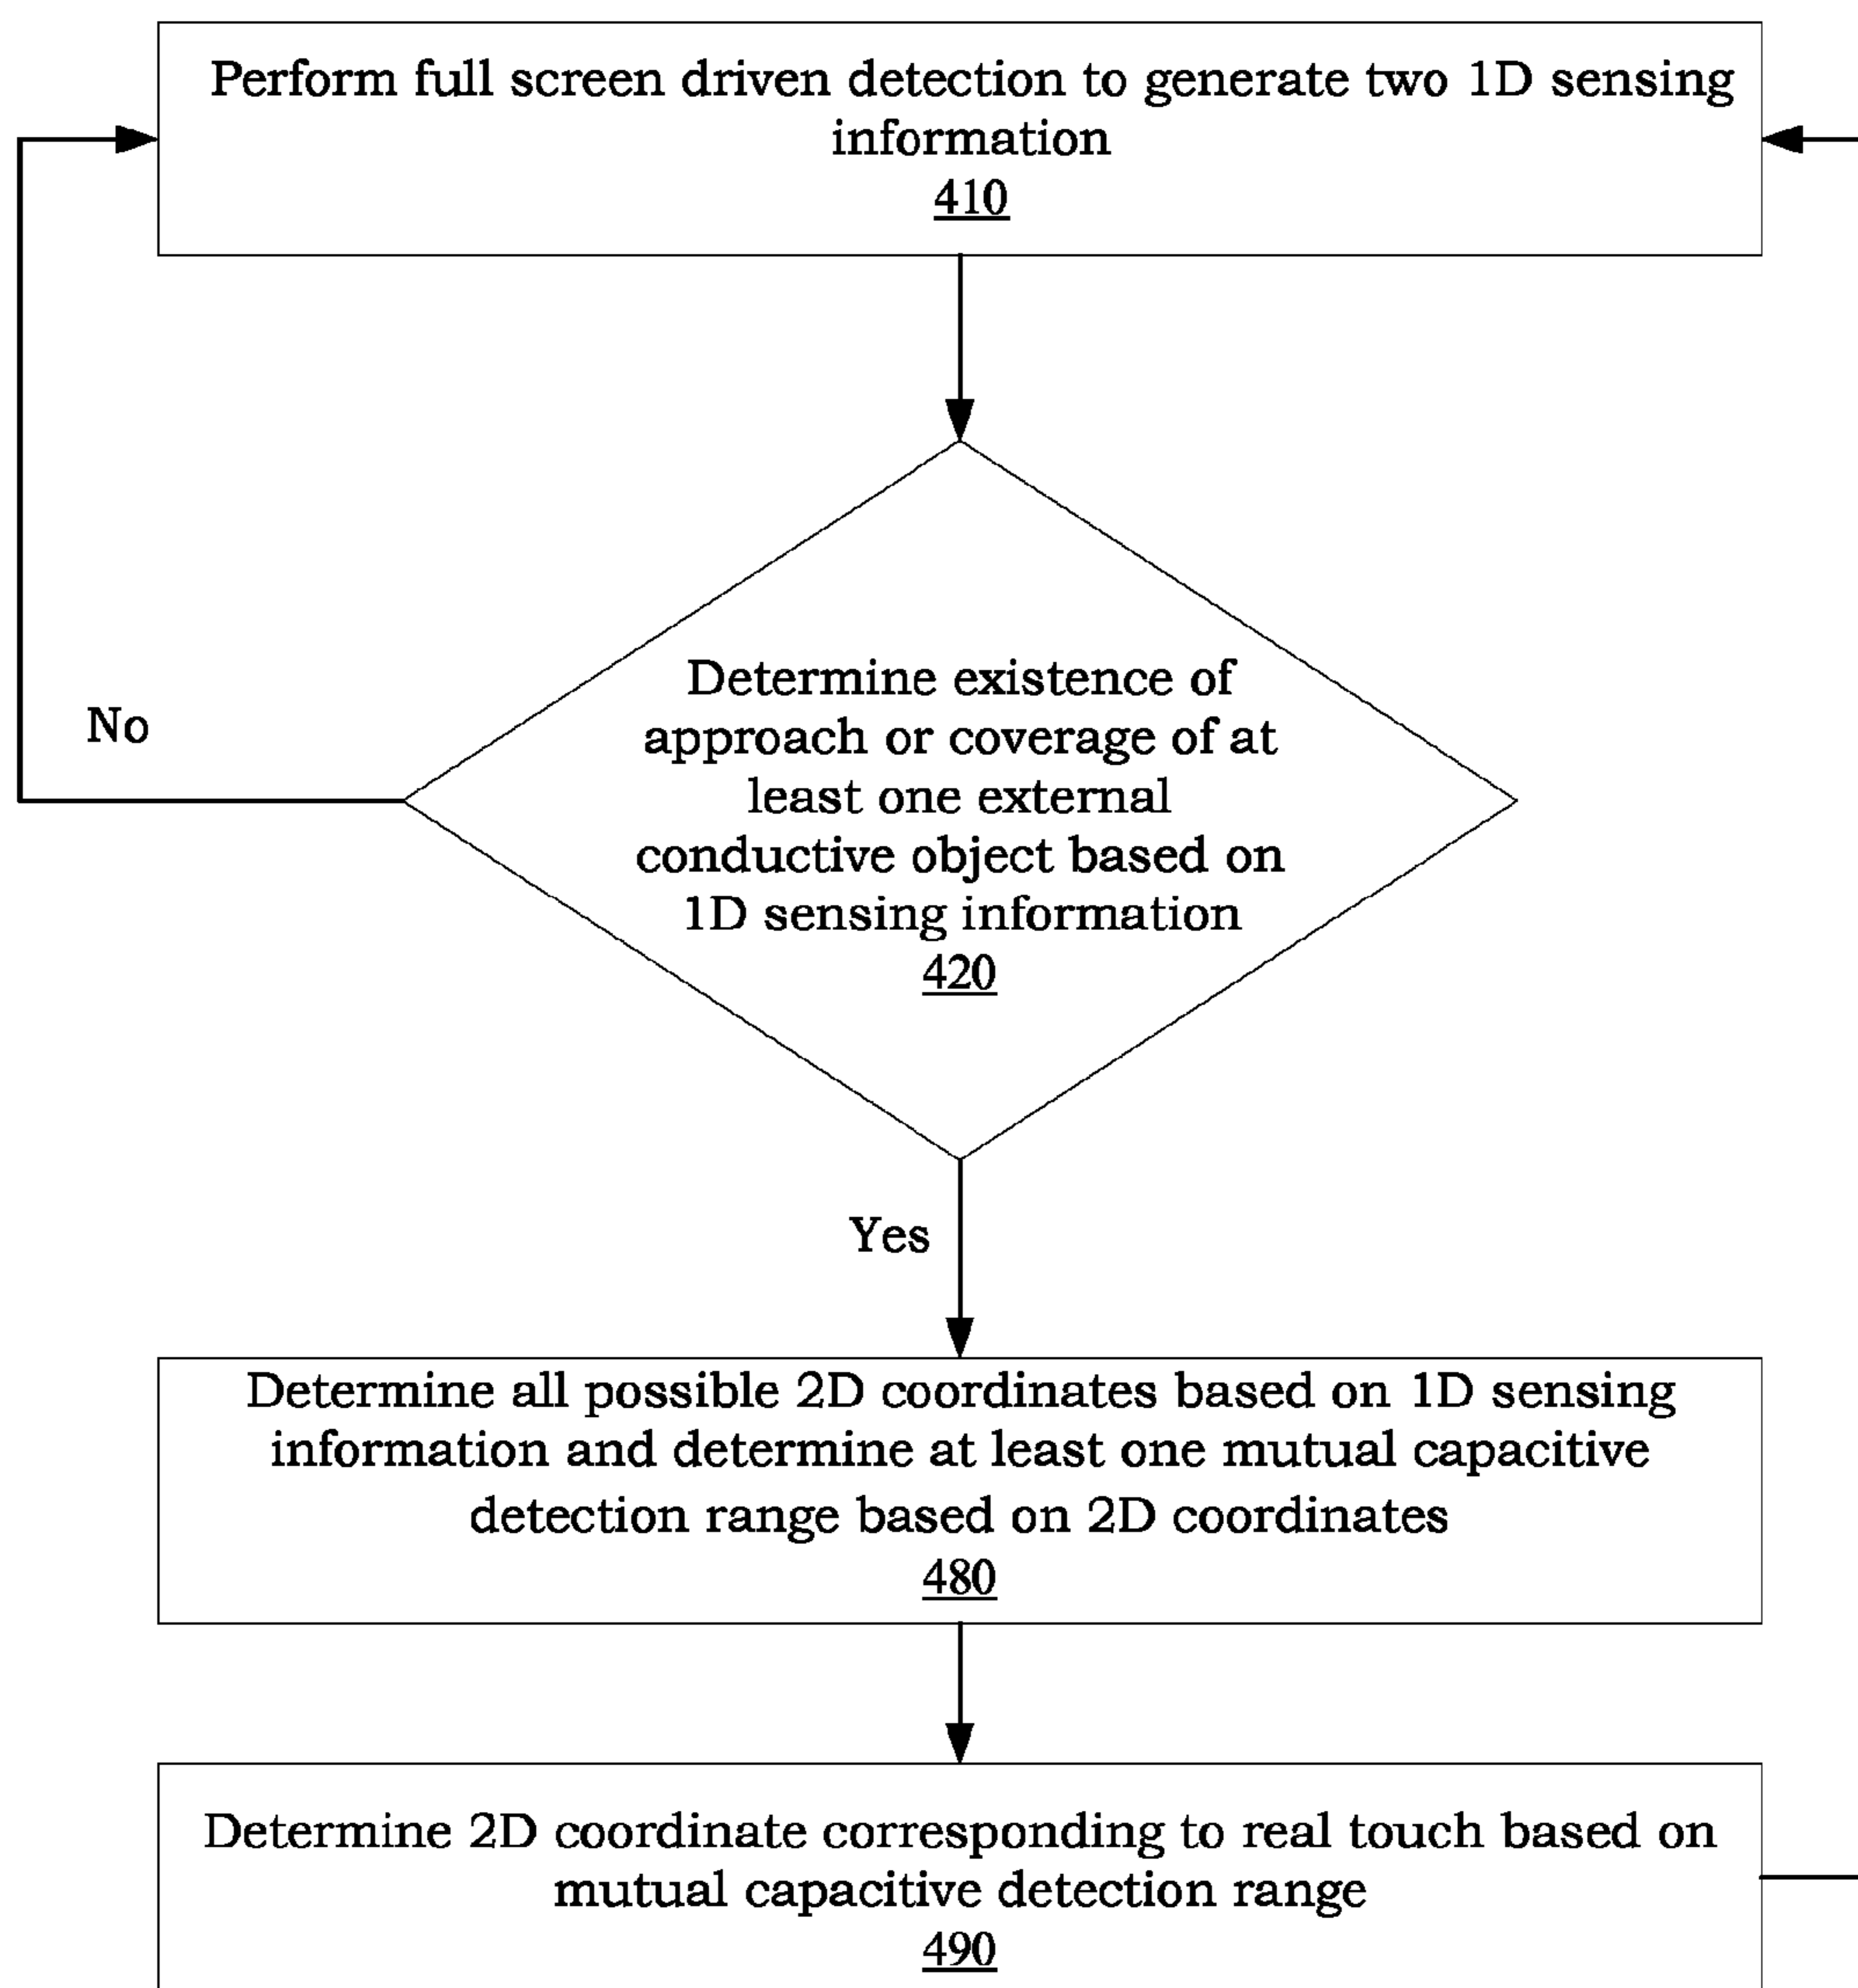 Perform full screen driven detection to generate two 1D sensing
information
410
Determine existence of
approach or coverage of at
least one external
conductive object based on
1D sensing information
420
No
Yes
Determine all possible 2D coordinates based on 1D sensing
information and determine at least one mutual capacitive
detection range based on 2D coordinates
480
Determine 2D coordinate corresponding to real touch based on
mutual capacitive detection range
490